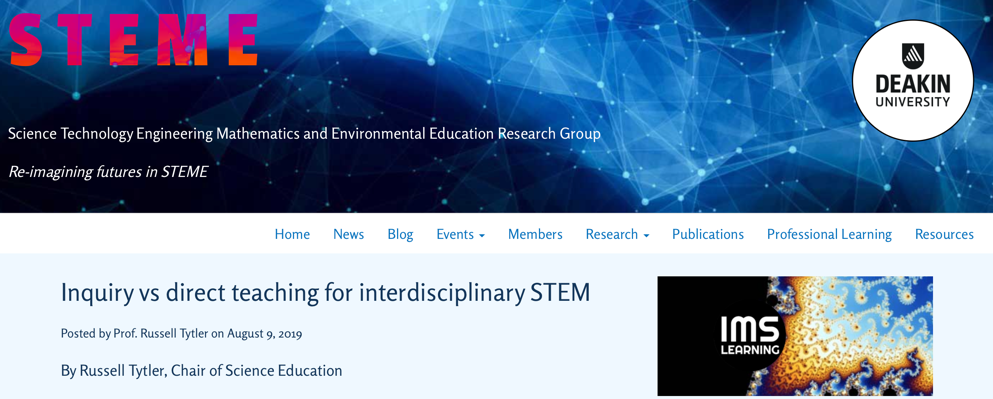 STEME
DEAKIN
UNIVERSITY
Science Technology Engineering Mathematics and Environmental Education Research Group
Re-imagining futures in STEME
Home News Blog Events Members Research Publications Professional Learning Resources
Inquiry vs direct teaching for interdisciplinary STEM
Posted by Prof. Russell Tytler on August 9, 2019
By Russell Tytler, Chair of Science Education
IMS
LEARNING